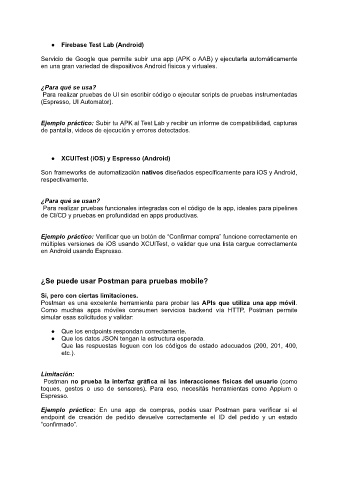 ● Firebase Test Lab (Android)
Servicio de Google que permite subir una app (APK o AAB) y ejecutarla automáticamente
en una gran variedad de dispositivos Android físicos y virtuales.
¿Para qué se usa?
Para realizar pruebas de UI sin escribir código o ejecutar scripts de pruebas instrumentadas
(Espresso, UI Automator).
Ejemplo práctico: Subir tu APK al Test Lab y recibir un informe de compatibilidad, capturas
de pantalla, videos de ejecución y errores detectados.
● XCUITest (iOS) y Espresso (Android)
Son frameworks de automatización nativos diseñados específicamente para iOS y Android,
respectivamente.
¿Para qué se usan?
Para realizar pruebas funcionales integradas con el código de la app, ideales para pipelines
de CI/CD y pruebas en profundidad en apps productivas.
Ejemplo práctico: Verificar que un botón de "Confirmar compra" funcione correctamente en
múltiples versiones de iOS usando XCUITest, o validar que una lista cargue correctamente
en Android usando Espresso.
¿Se puede usar Postman para pruebas mobile?
Sí, pero con ciertas limitaciones.
Postman es una excelente herramienta para probar las APIs que utiliza una app móvil.
Como muchas apps móviles consumen servicios backend vía HTTP, Postman permite
simular esas solicitudes y validar:
● Que los endpoints respondan correctamente.
● Que los datos JSON tengan la estructura esperada.
Que las respuestas lleguen con los códigos de estado adecuados (200, 201, 400,
etc.).
Limitación:
Postman no prueba la interfaz gráfica ni las interacciones físicas del usuario (como
toques, gestos o uso de sensores). Para eso, necesitás herramientas como Appium o
Espresso.
Ejemplo práctico: En una app de compras, podés usar Postman para verificar si el
endpoint de creación de pedido devuelve correctamente el ID del pedido y un estado
"confirmado".